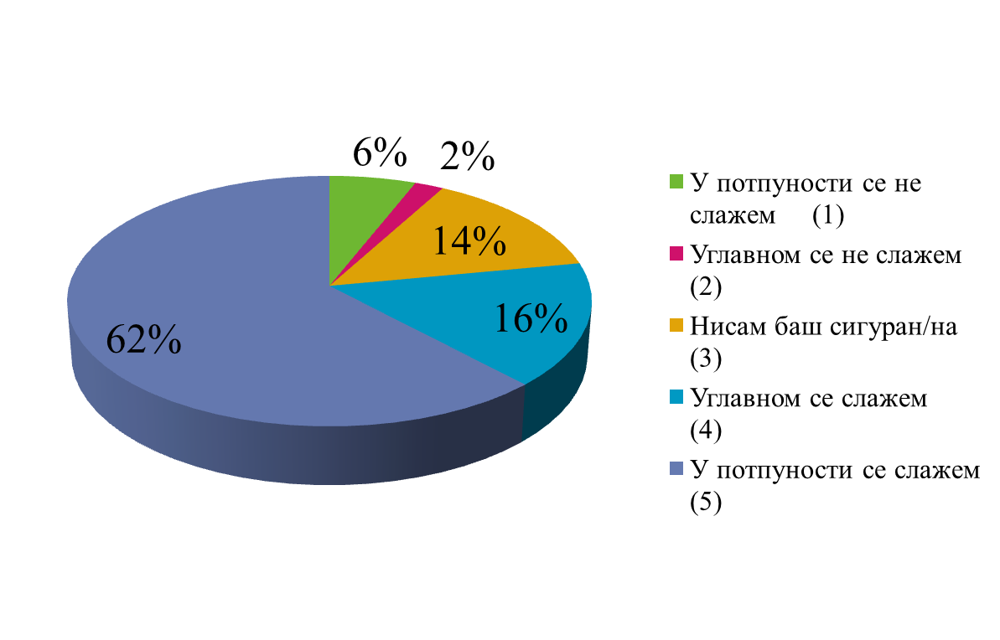 6%
2%
14%
16%
62%
У потпуности се не
слажем (1)
Углавном се не слажем
(2)
Нисам баш сигуран/на
(3)
Углавном се слажем
(4)
У потпуности се слажем
(5)